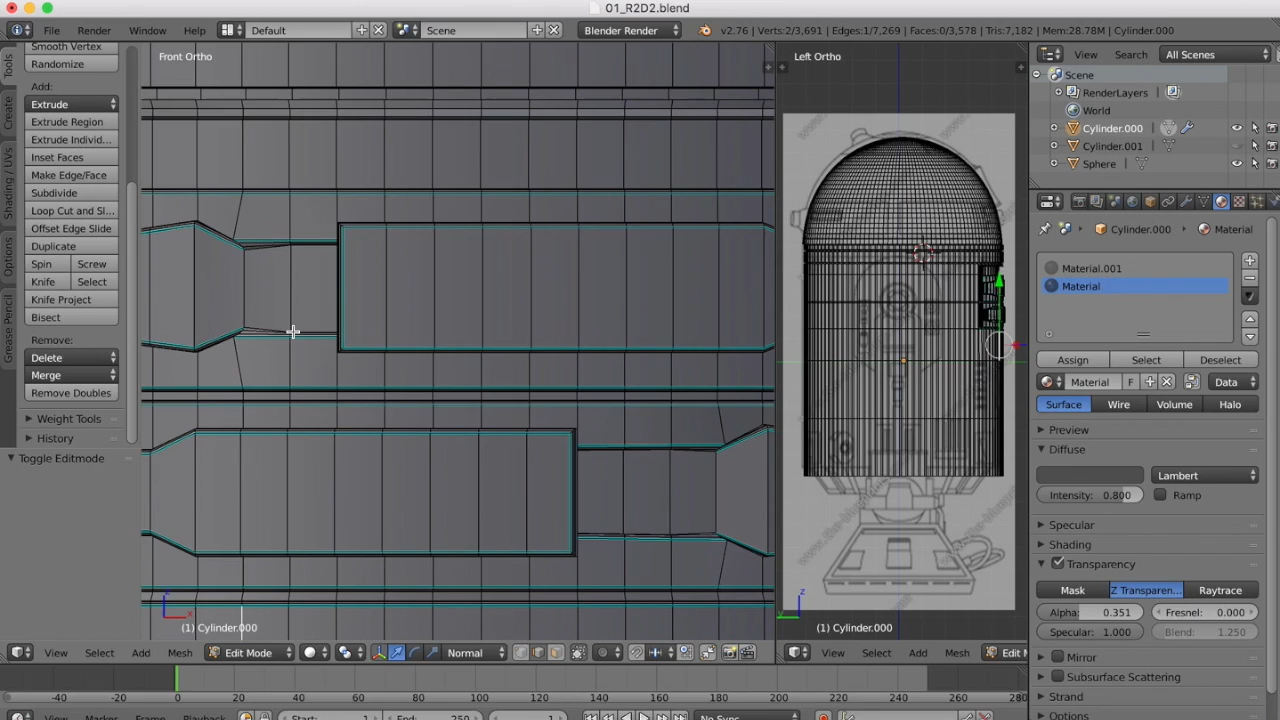 01_R2D2.blend
File Render Window Help Default Scene Blender Render v2.76 | Verts:2/3,691 | Edges:1/7,269 | Faces:0/3,578 | Tris:7,182 | Mem:28.78M | Cylinder.000
Tools
Create
Shading / UVs
Options
Grease Pencil
Smooth Vertex
Randomize
Add:
Extrude
Extrude Region
Extrude Individ...
Inset Faces
Make Edge/Face
Subdivide
Loop Cut and Sl...
Offset Edge Slide
Duplicate
Spin Screw
Knife Select
Knife Project
Bisect
Remove:
Delete
Merge
Remove Doubles
Weight Tools
History
Toggle Editmode
Front Ortho
(1) Cylinder.000
View Select Add Mesh Edit Mode Normal
Left Ortho
(1) Cylinder.000
View Select Add Mesh Edit M
View Search All Scenes
Scene
RenderLayers
World
Cylinder.000
Cylinder.001
Sphere
Cylinder.000 Material
Material.001
Material
Assign Select Deselect
Material F Data
Surface Wire Volume Halo
Preview
Diffuse
Lambert
Intensity: 0.800 Ramp
Specular
Shading
Transparency
Mask Z Transparen... Raytrace
Alpha: 0.351 Fresnel: 0.000
Specular: 1.000 Blend: 1.250
Mirror
Subsurface Scattering
Strand
Options
-40 -20 0 20 40 60 80 100 120 140 160 180 200 220 240 260 280
View Marker Frame Playback Start: 1 End: 250 1 No Sync